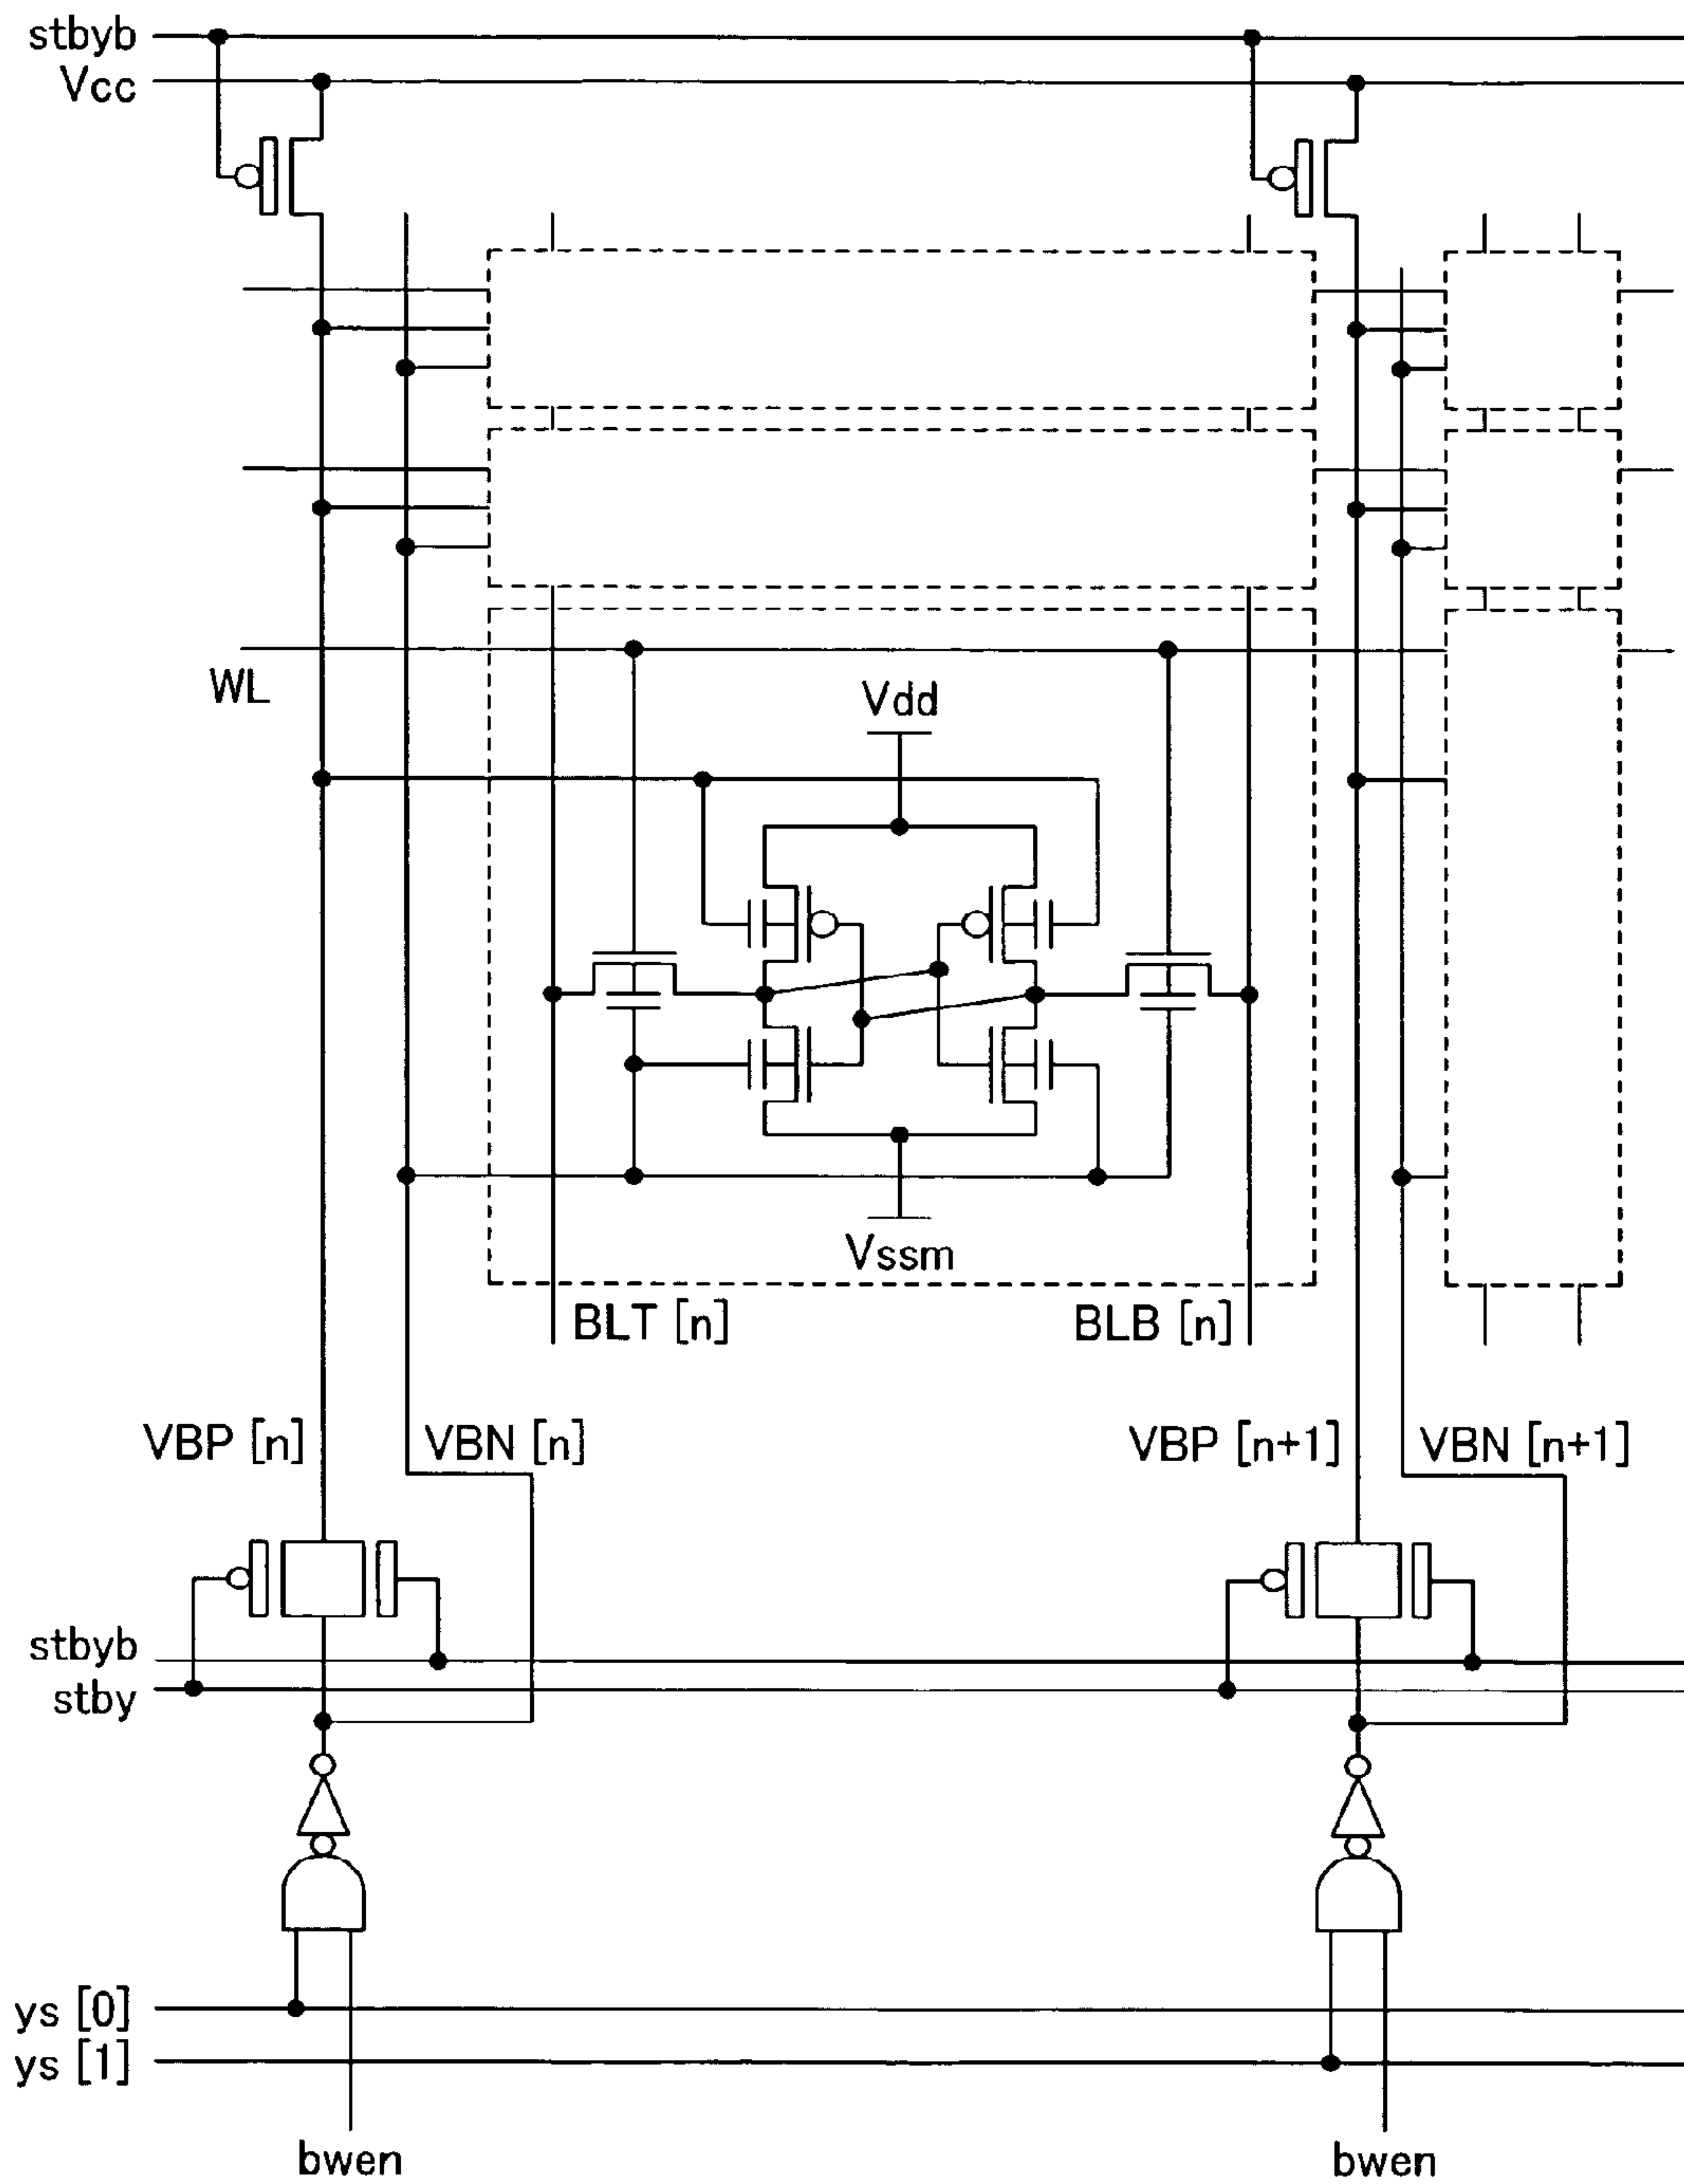 stbyb
Vcc
WL
Vdd
Vssm
BLT [n]
BLB [n]
VBP [n]
VBN [n]
VBP [n+1]
VBN [n+1]
stbyb
stby
ys [0]
ys [1]
bwen
bwen